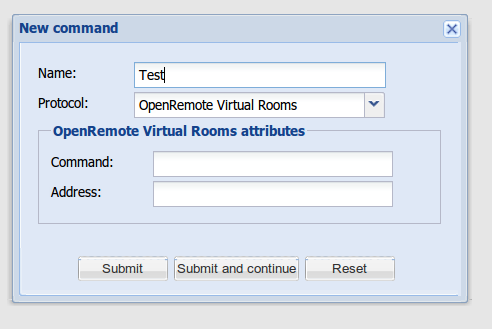 New command
Name: Test
Protocol: OpenRemote Virtual Rooms
OpenRemote Virtual Rooms attributes
Command:
Address:
Submit Submit and continue Reset